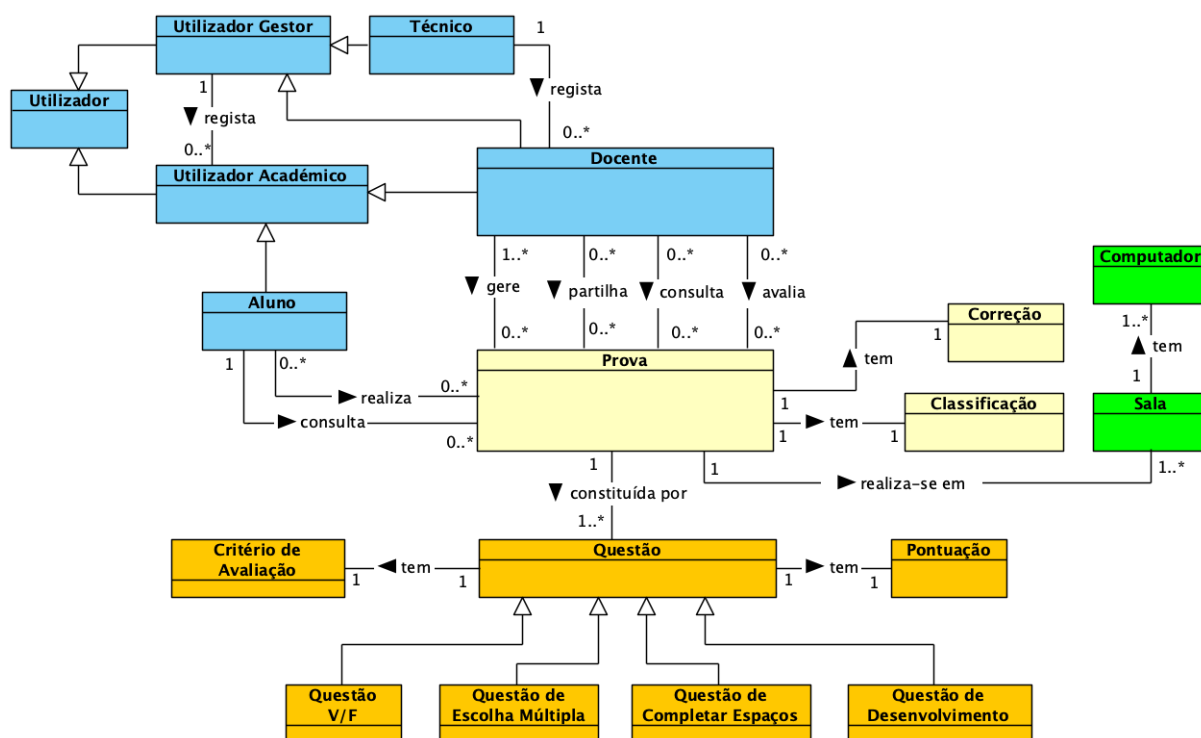 Utilizador Gestor
Técnico
1
Utilizador
1
regista
regista
0..*
0..*
Utilizador Académico
Docente
1..*
0..*
0..*
0..*
gere
partilha
consulta
avalia
0..*
0..*
0..*
0..*
Computador
1..*
tem
1
Aluno
1
0..*
Correção
1
tem
1
Prova
realiza
0..*
consulta
0..*
Classificação
1
tem
1
Sala
1..*
1
1
realiza-se em
constituída por
1..*
Critério de
Avaliação
1
tem
1
Questão
1
tem
1
Pontuação
Questão
V/F
Questão de
Escolha Múltipla
Questão de
Completar Espaços
Questão de
Desenvolvimento